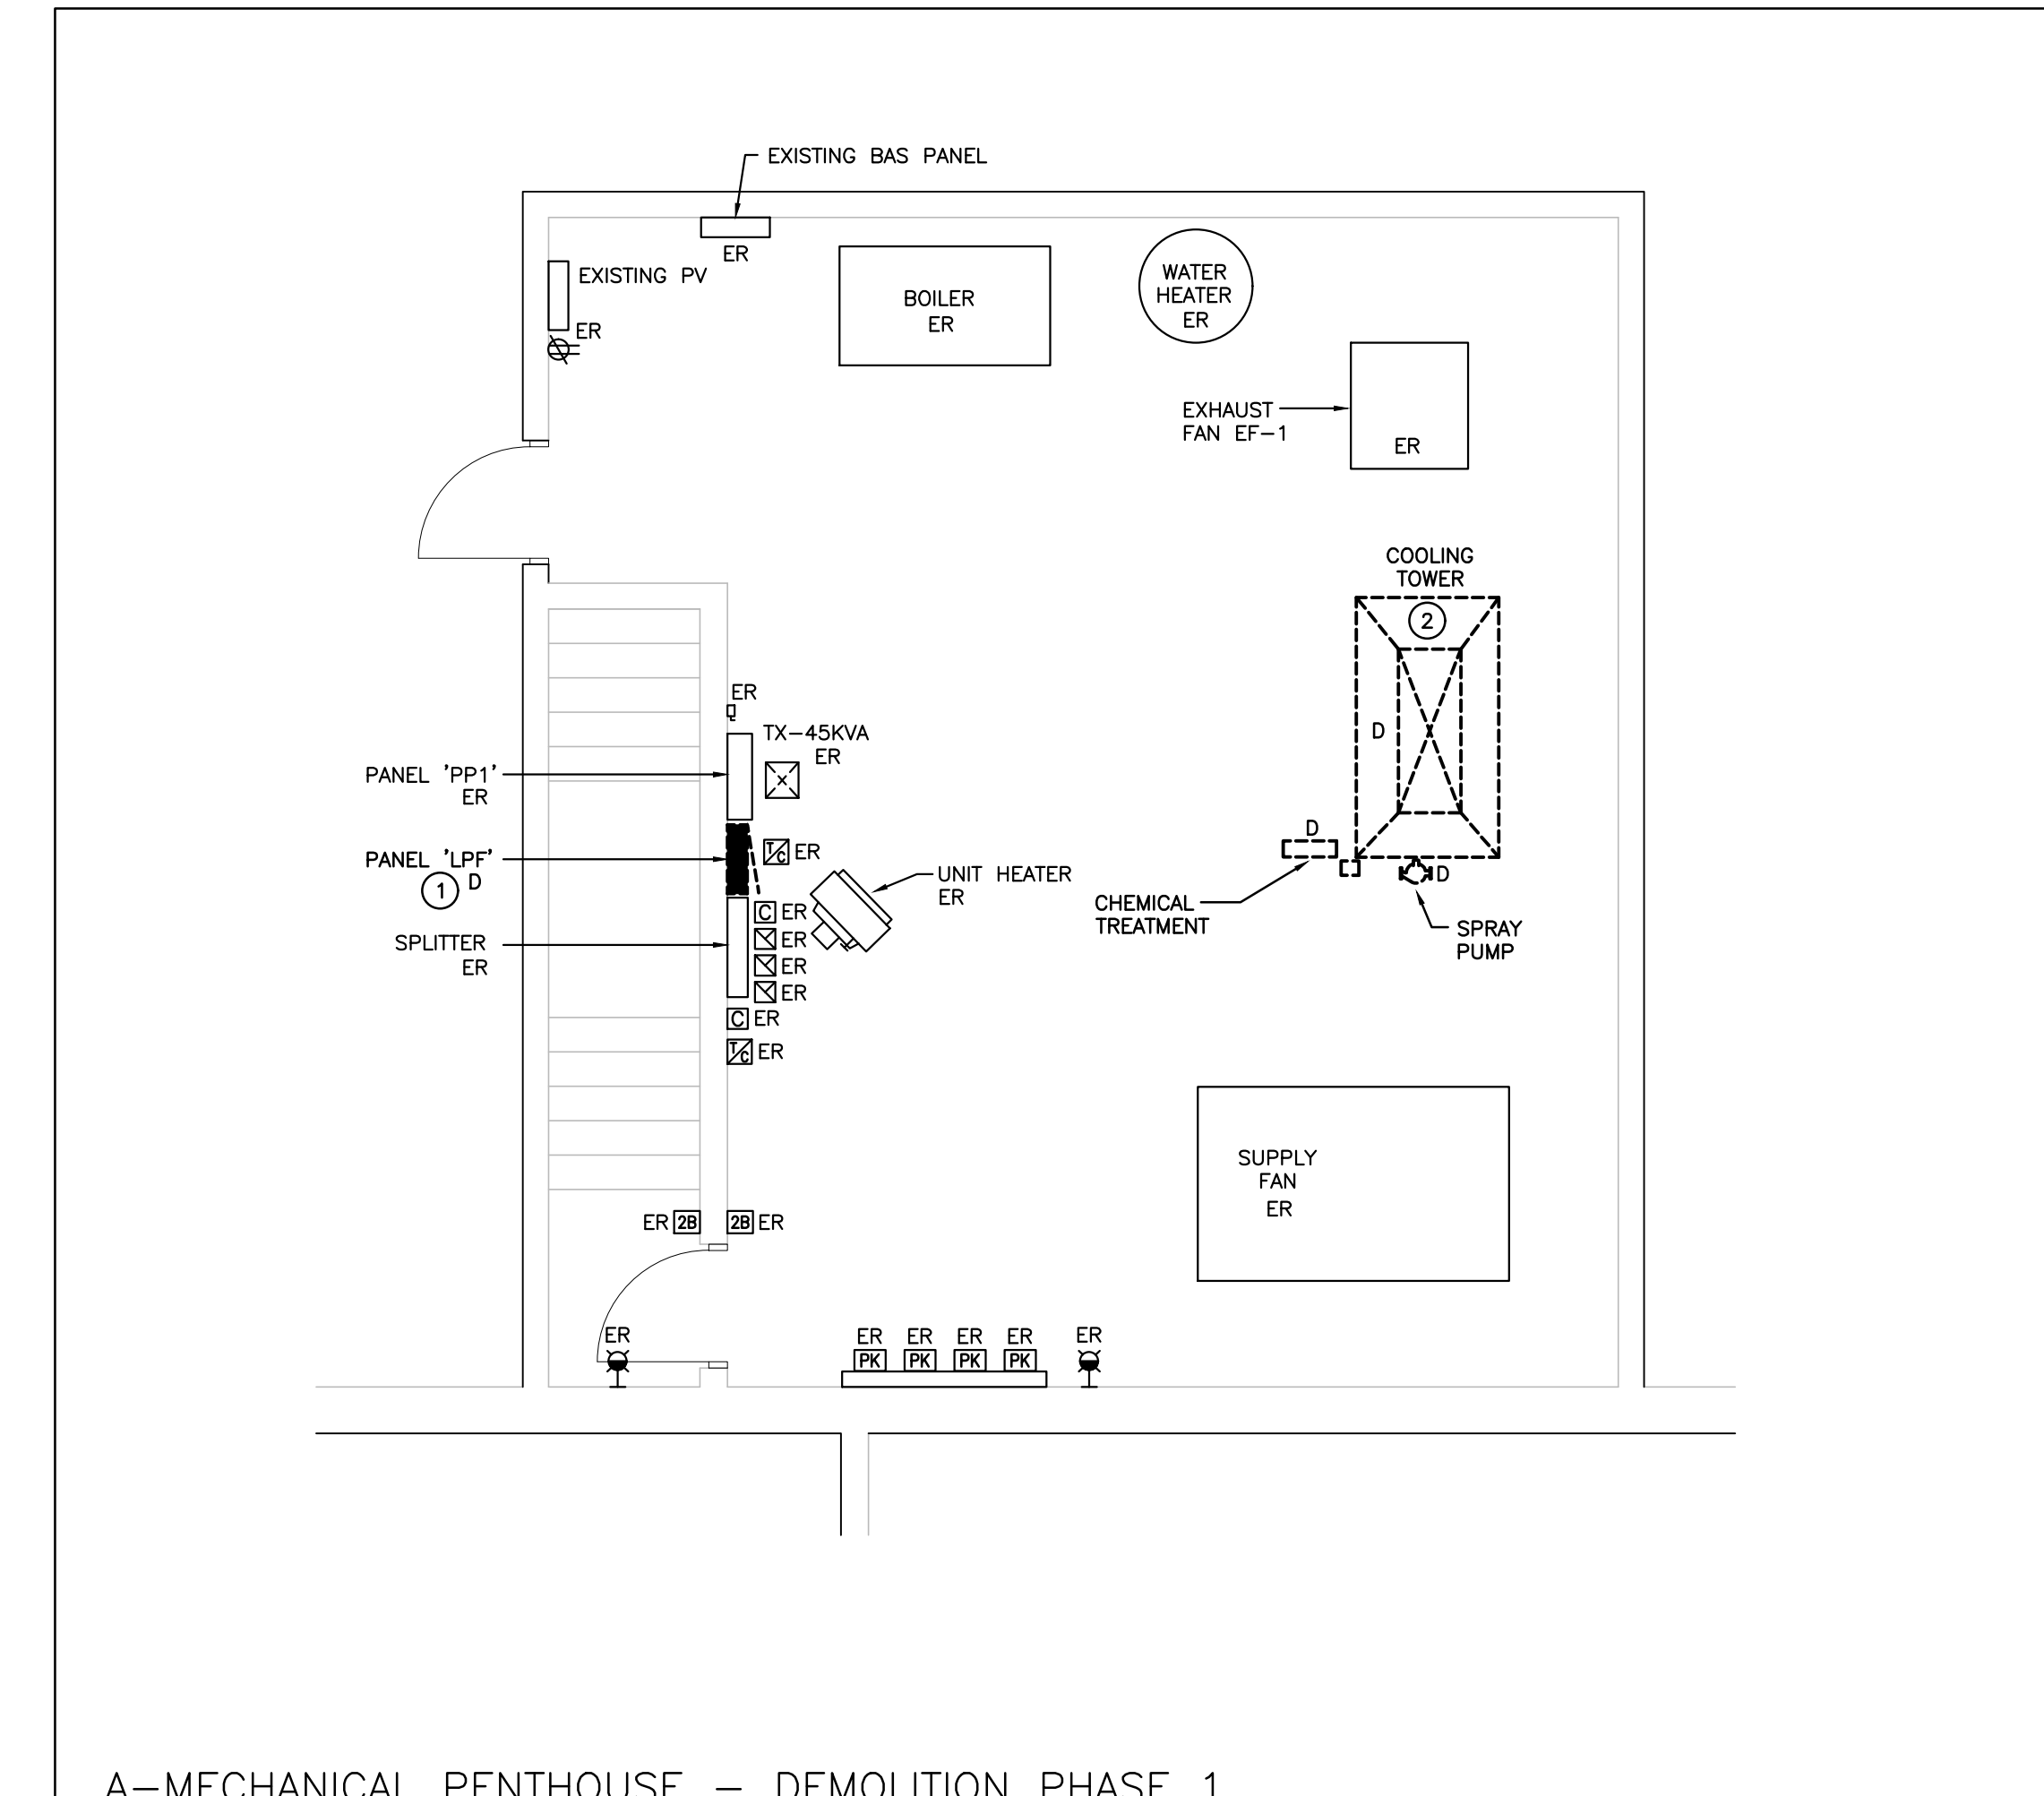 EXISTING BAS PANEL
ER
EXISTING PV
ER
BOILER
ER
WATER
HEATER
ER
EXHAUST
FAN EF-1
ER
COOLING
TOWER
2
D
ER
TX-45KVA
ER
PANEL 'PP1'
ER
X
PANEL 'LPF'
1 D
T/C ER
UNIT HEATER
ER
C ER
ER
ER
ER
SPLITTER
ER
C ER
T/C ER
D
D
CHEMICAL
TREATMENT
SPRAY
PUMP
SUPPLY
FAN
ER
ER 2B 2B ER
ER
ER ER ER ER
PK PK PK PK
ER
A-MECHANICAL PENTHOUSE - DEMOLITION PHASE 1